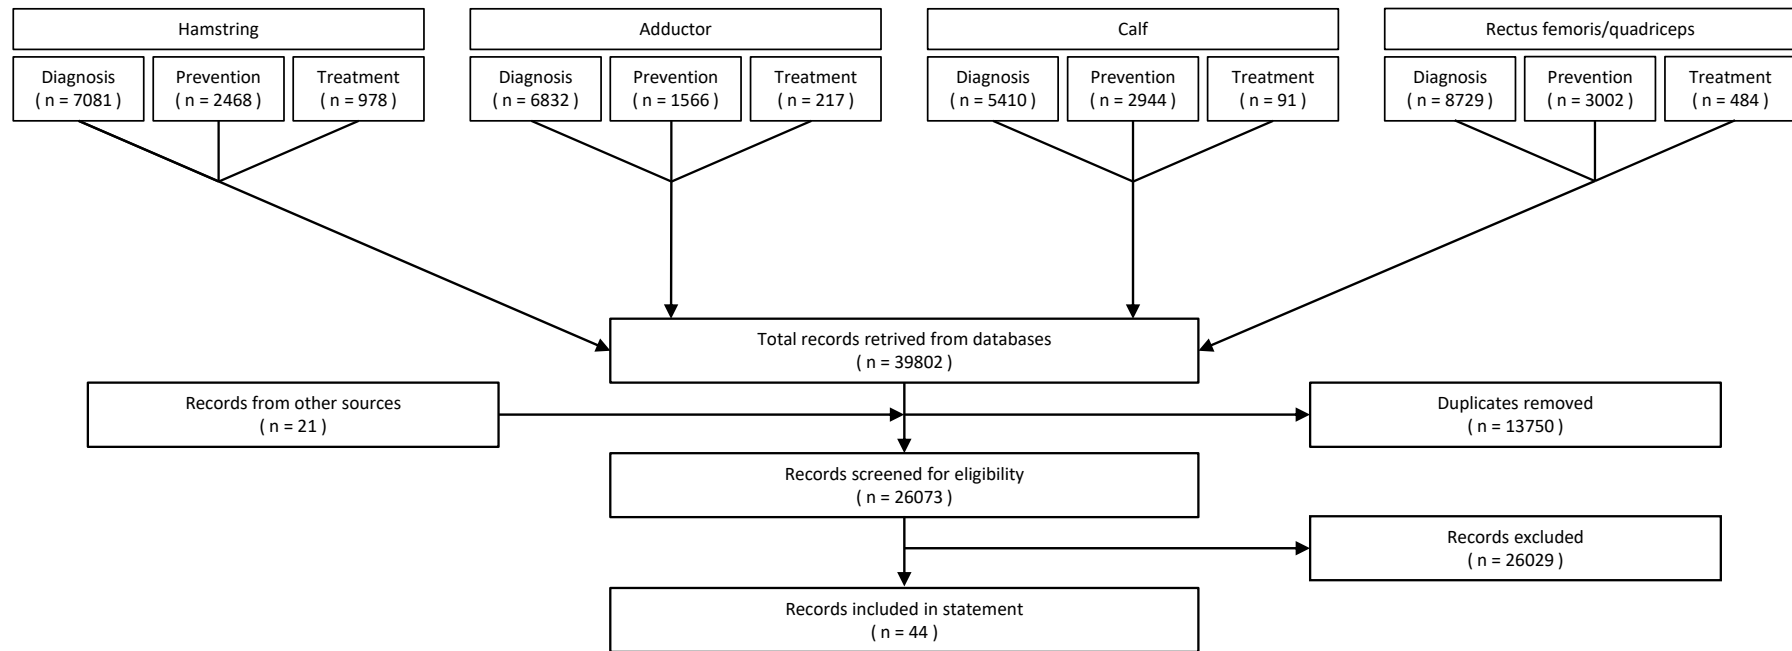 Hamstring
Diagnosis
( n = 7081 )
Prevention
( n = 2468 )
Treatment
( n = 978 )
Adductor
Diagnosis
( n = 6832 )
Prevention
( n = 1566 )
Treatment
( n = 217 )
Calf
Diagnosis
( n = 5410 )
Prevention
( n = 2944 )
Treatment
( n = 91 )
Rectus femoris/quadriceps
Diagnosis
( n = 8729 )
Prevention
( n = 3002 )
Treatment
( n = 484 )
Total records retrived from databases
( n = 39802 )
Records from other sources
( n = 21 )
Duplicates removed
( n = 13750 )
Records screened for eligibility
( n = 26073 )
Records excluded
( n = 26029 )
Records included in statement
( n = 44 )